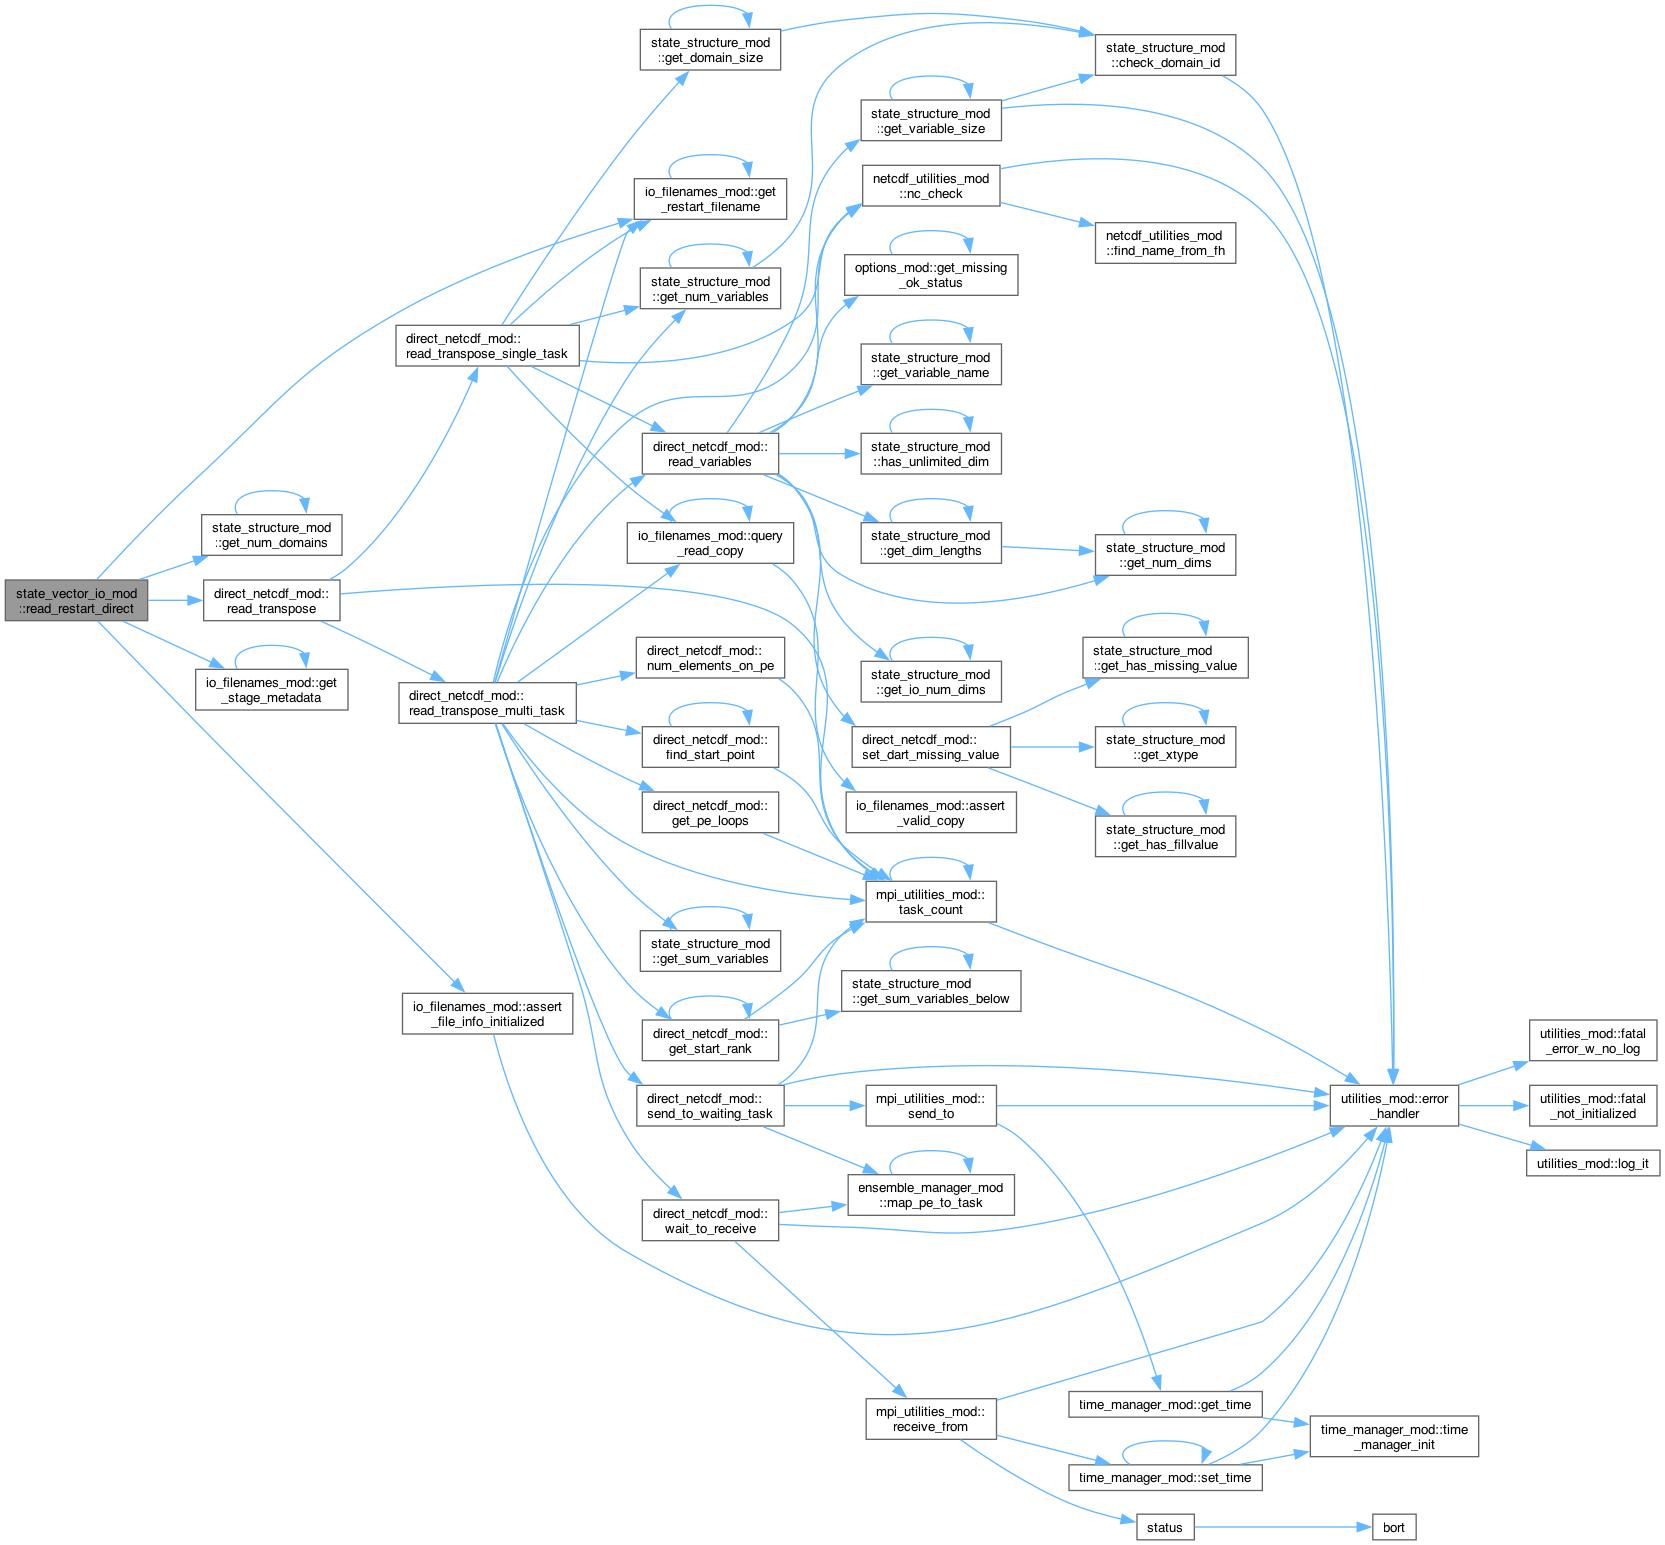 state_vector_io_mod
::read_restart_direct
state_structure_mod
::get_num_domains
direct_netcdf_mod::
read_transpose
io_filenames_mod::get
_stage_metadata
direct_netcdf_mod::
read_transpose_single_task
direct_netcdf_mod::
read_transpose_multi_task
io_filenames_mod::assert
_file_info_initialized
state_structure_mod
::get_domain_size
io_filenames_mod::get
_restart_filename
state_structure_mod
::get_num_variables
direct_netcdf_mod::
read_variables
io_filenames_mod::query
_read_copy
direct_netcdf_mod::
num_elements_on_pe
direct_netcdf_mod::
find_start_point
direct_netcdf_mod::
get_pe_loops
state_structure_mod
::get_sum_variables
direct_netcdf_mod::
get_start_rank
direct_netcdf_mod::
send_to_waiting_task
direct_netcdf_mod::
wait_to_receive
state_structure_mod
::get_variable_size
netcdf_utilities_mod
::nc_check
options_mod::get_missing
_ok_status
state_structure_mod
::get_variable_name
state_structure_mod
::has_unlimited_dim
state_structure_mod
::get_dim_lengths
state_structure_mod
::get_io_num_dims
direct_netcdf_mod::
set_dart_missing_value
io_filenames_mod::assert
_valid_copy
mpi_utilities_mod::
task_count
state_structure_mod
::get_sum_variables_below
mpi_utilities_mod::
send_to
ensemble_manager_mod
::map_pe_to_task
mpi_utilities_mod::
receive_from
state_structure_mod
::check_domain_id
netcdf_utilities_mod
::find_name_from_fh
state_structure_mod
::get_num_dims
state_structure_mod
::get_has_missing_value
state_structure_mod
::get_xtype
state_structure_mod
::get_has_fillvalue
time_manager_mod::get_time
time_manager_mod::set_time
status
utilities_mod::error
_handler
time_manager_mod::time
_manager_init
bort
utilities_mod::fatal
_error_w_no_log
utilities_mod::fatal
_not_initialized
utilities_mod::log_it